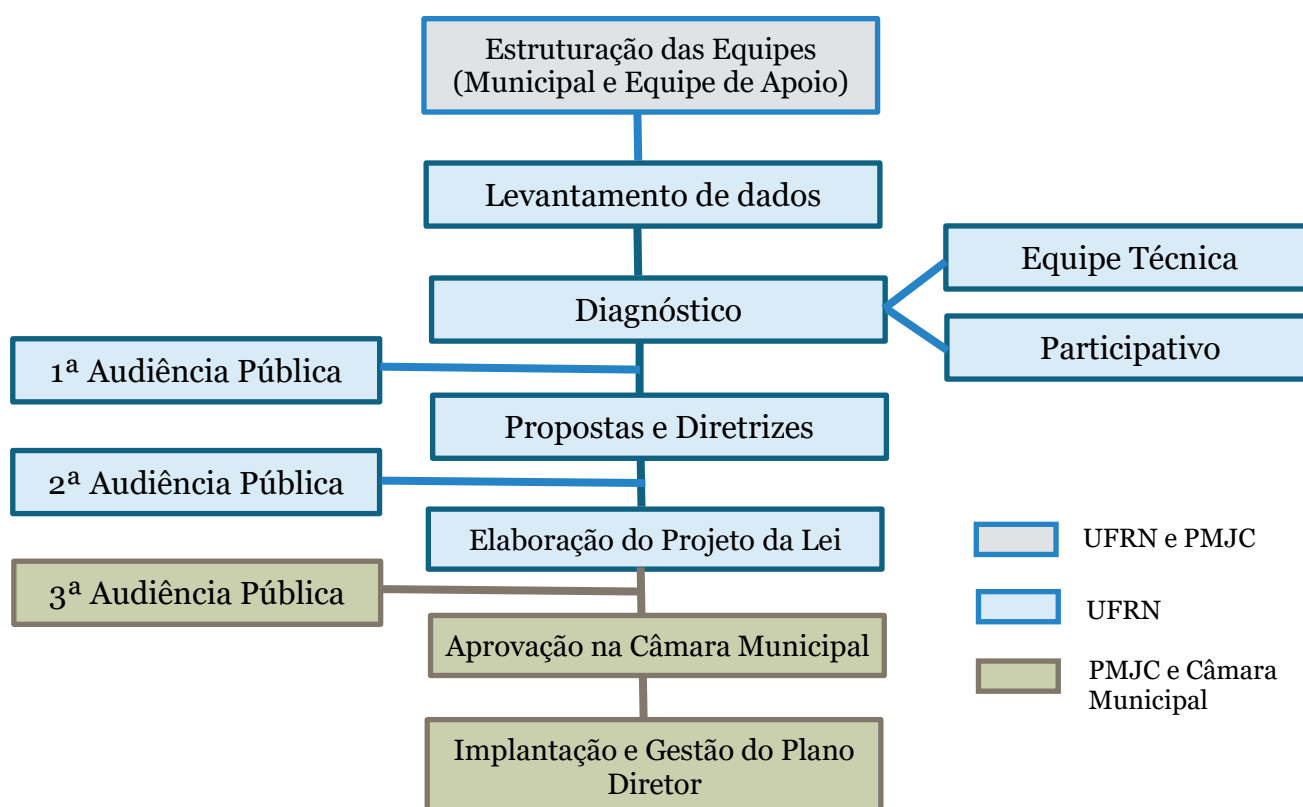 Estruturação das Equipes
(Municipal e Equipe de Apoio)
Levantamento de dados
Equipe Técnica
Diagnóstico
Participativo
1ª Audiência Pública
Propostas e Diretrizes
2ª Audiência Pública
Elaboração do Projeto da Lei
3ª Audiência Pública
Aprovação na Câmara Municipal
Implantação e Gestão do Plano
Diretor
UFRN e PMJC
UFRN
PMJC e Câmara
Municipal